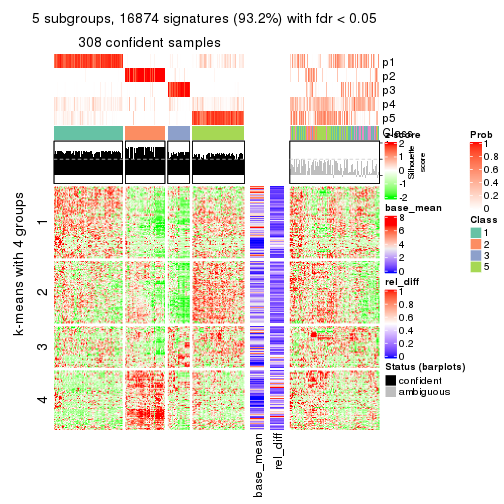 5 subgroups, 16874 signatures (93.2%) with fdr < 0.05
308 confident samples
p1
p2
p3
p4
p5
Class
z-score
2
1
0
-1
-2
Silhouette
score
Prob
1
0.8
0.6
0.4
0.2
0
Class
1
2
3
5
base_mean
8
6
4
2
0
rel_diff
1
0.8
0.6
0.4
0.2
0
Status (barplots)
confident
ambiguous
k-means with 4 groups
1
2
3
4
base_mean
rel_diff